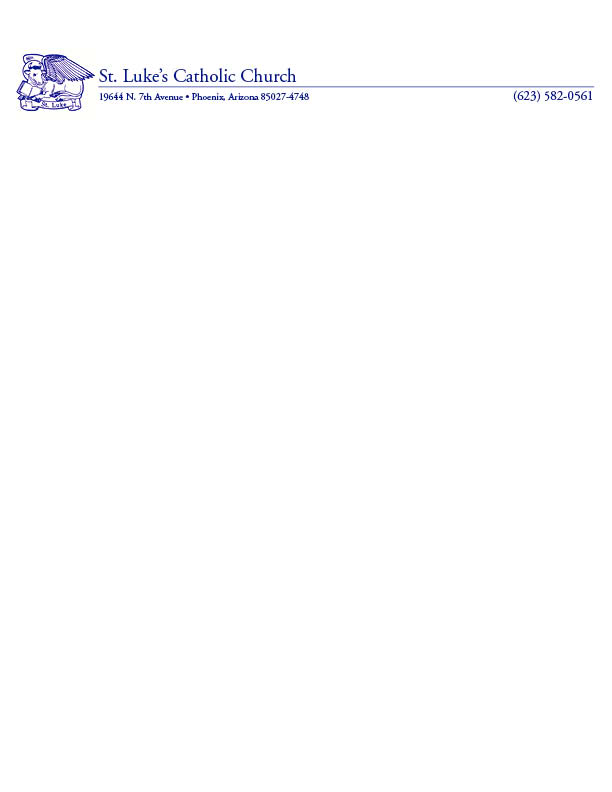 St. Luke's Catholic Church
19644 N. 7th Avenue • Phoenix, Arizona 85027-4748
(623) 582-0561
St. Luke